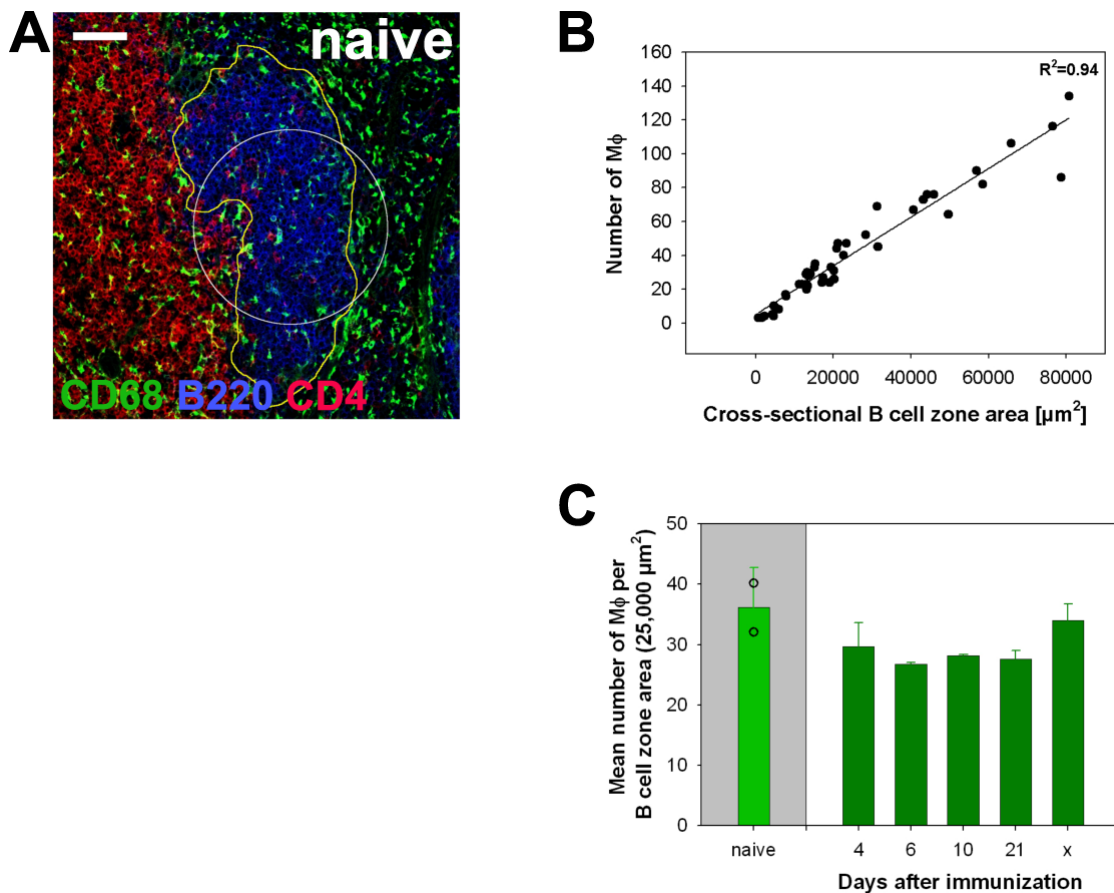 A
naive
CD68 B220 CD4
B
R²=0.94
160
140
120
100
80
60
40
20
0
Number of Mϕ
0 20000 40000 60000 80000
Cross-sectional B cell zone area [µm²]
C
Mean number of Mϕ per
B cell zone area (25,000 µm²)
50
40
30
20
10
0
naive 4 6 10 21 x
Days after immunization